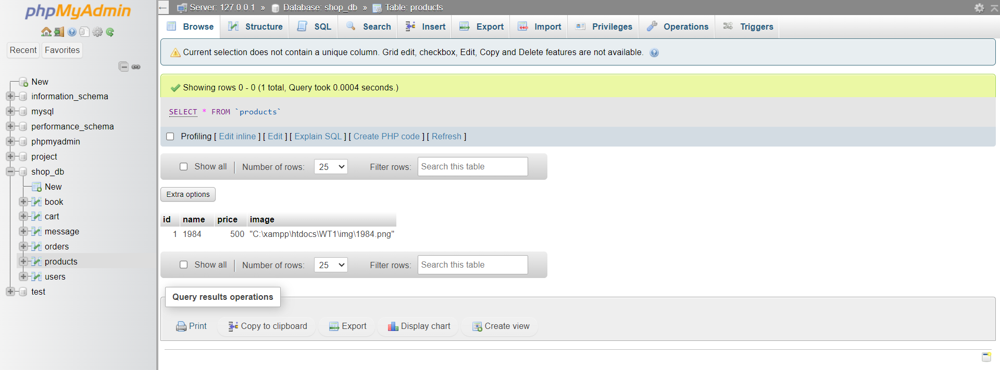 phpMyAdmin
Recent Favorites
New
information_schema
mysql
performance_schema
phpmyadmin
project
shop_db
New
book
cart
message
orders
products
users
test
Server: 127.0.0.1 » Database: shop_db » Table: products
Browse Structure SQL Search Insert Export Import Privileges Operations Triggers
Current selection does not contain a unique column. Grid edit, checkbox, Edit, Copy and Delete features are not available.
Showing rows 0 - 0 (1 total, Query took 0.0004 seconds.)
SELECT * FROM `products`
Profiling [ Edit inline ] [ Edit ] [ Explain SQL ] [ Create PHP code ] [ Refresh ]
Show all Number of rows: 25 Filter rows: Search this table
Extra options
id name price image
1 1984 500 "C:\xampp\htdocs\WT1\img\1984.png"
Show all Number of rows: 25 Filter rows: Search this table
Query results operations
Print Copy to clipboard Export Display chart Create view